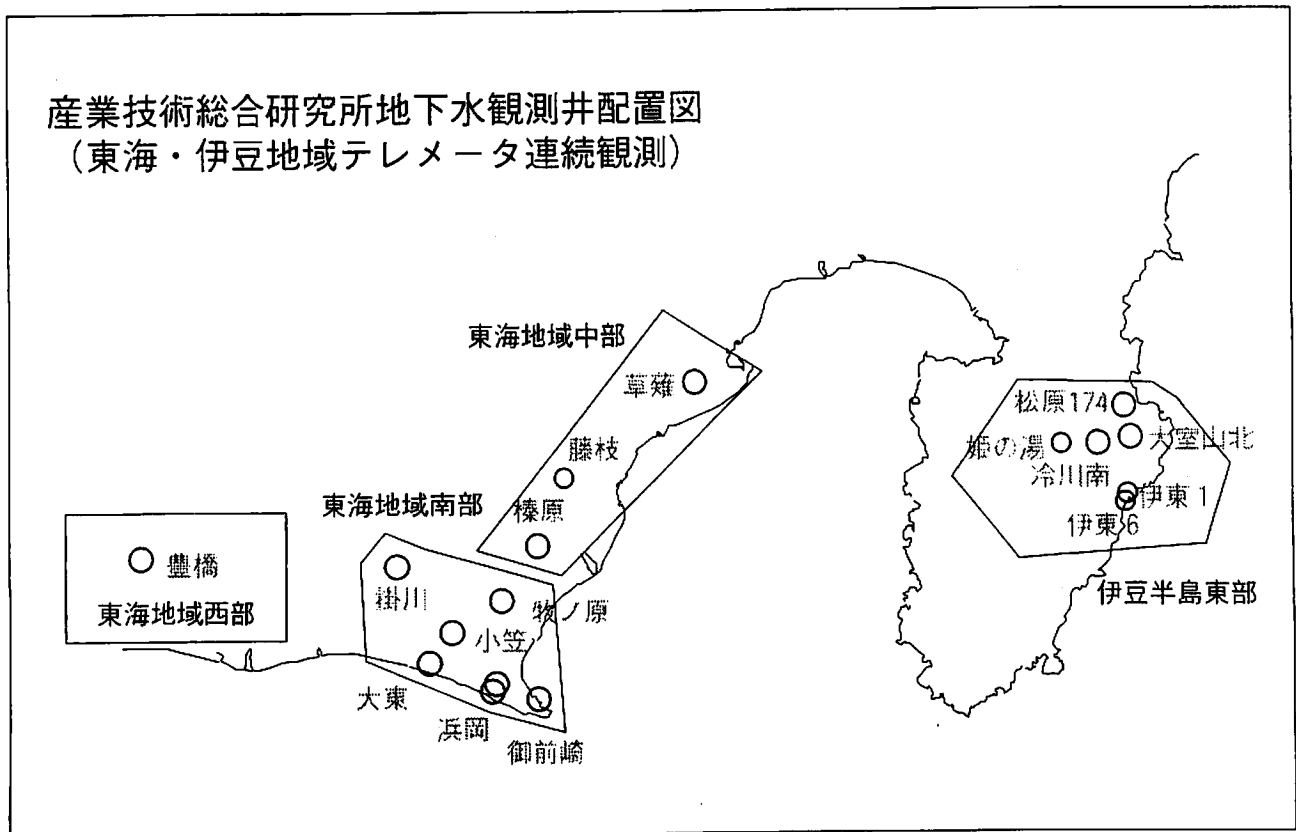 産業技術総合研究所地下水観測井配置図
（東海・伊豆地域テレメータ連続観測）
東海地域中部
草薙
藤枝
榛原
東海地域南部
掛川
牧ノ原
小笠
大東
浜岡
御前崎
豊橋
東海地域西部
松原174
大室山北
姫の湯
冷川南
伊東1
伊東6
伊豆半島東部